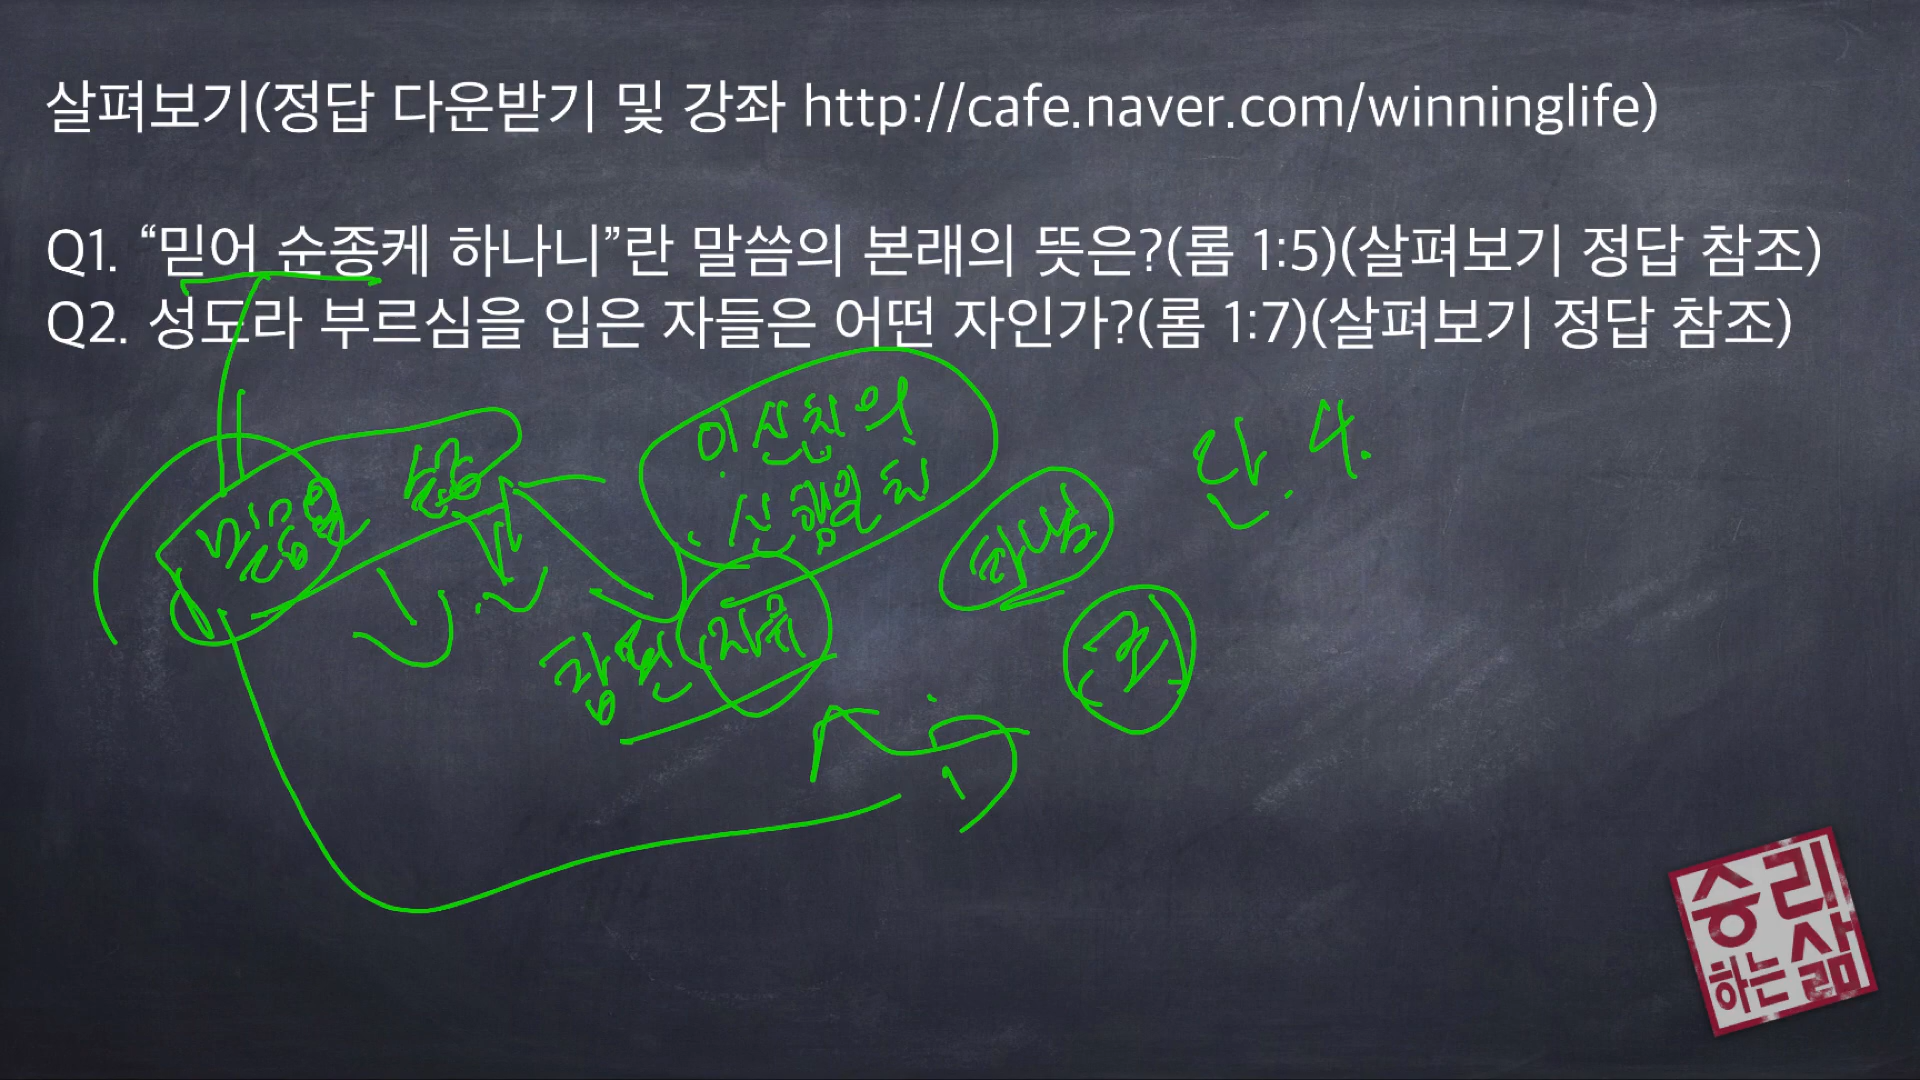 살펴보기(정답 다운받기 및 강좌 http://cafe.naver.com/winninglife)
Q1. “믿어 순종케 하나니”란 말씀의 본래의 뜻은?(롬 1:5)(살펴보기 정답 참조)
Q2. 성도라 부르심을 입은 자들은 어떤 자인가?(롬 1:7)(살펴보기 정답 참조)
이신칭의
믿음의
하나님
죄
승리
하는 삶